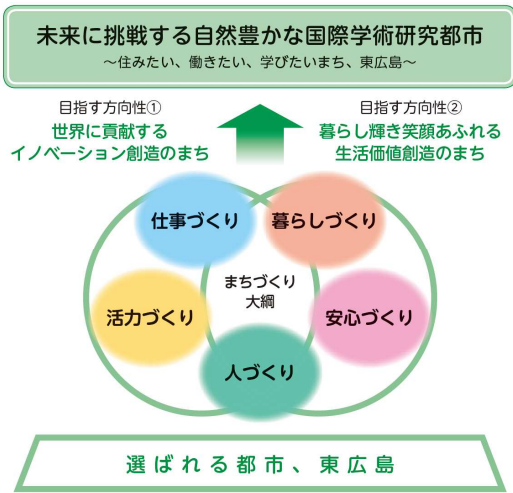 未来に挑戦する自然豊かな国際学術研究都市
～住みたい、働きたい、学びたいまち、東広島～
目指す方向性①
世界に貢献する
イノベーション創造のまち
目指す方向性②
暮らし輝き笑顔あふれる
生活価値創造のまち
仕事づくり
暮らしづくり
まちづくり
大綱
活力づくり
安心づくり
人づくり
選ばれる都市、東広島